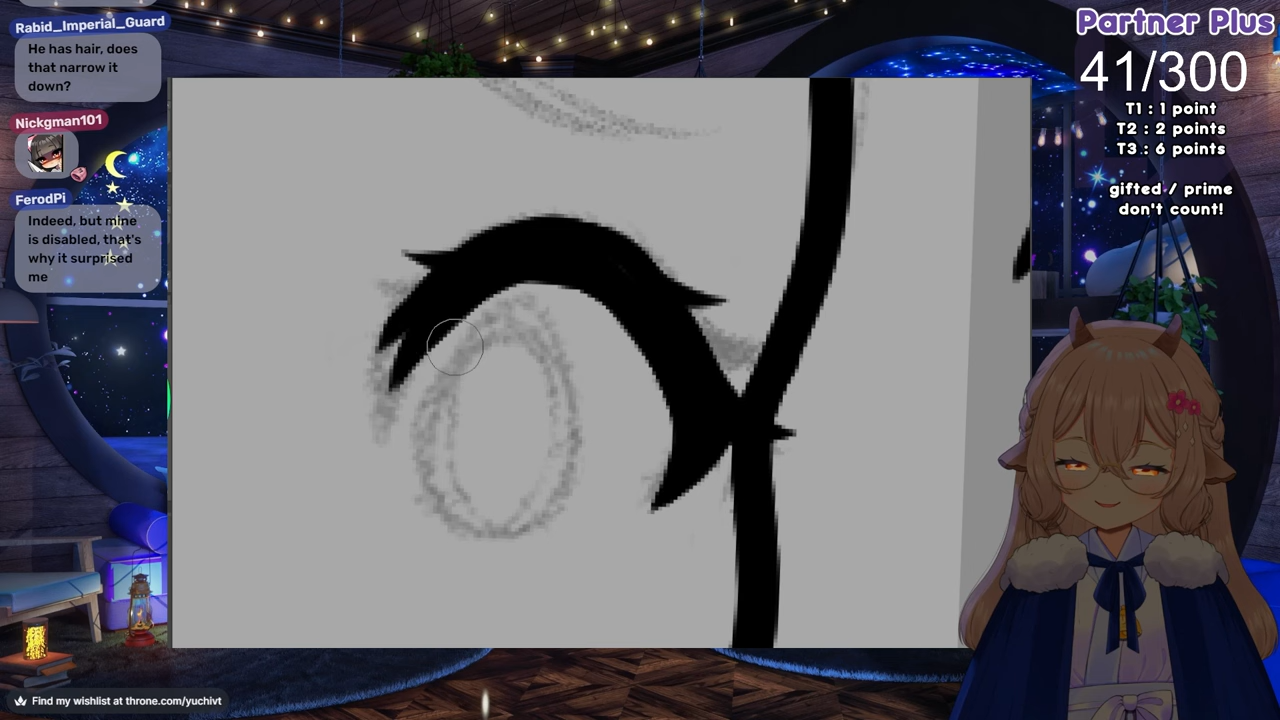 Rabid_Imperial_Guard
He has hair, does
that narrow it
down?
Nickgman101
FerodPi
Indeed, but mine
is disabled, that's
why it surprised
me
Partner Plus
41/300
T1 : 1 point
T2 : 2 points
T3 : 6 points
gifted / prime
don't count!
Find my wishlist at throne.com/yuchivt